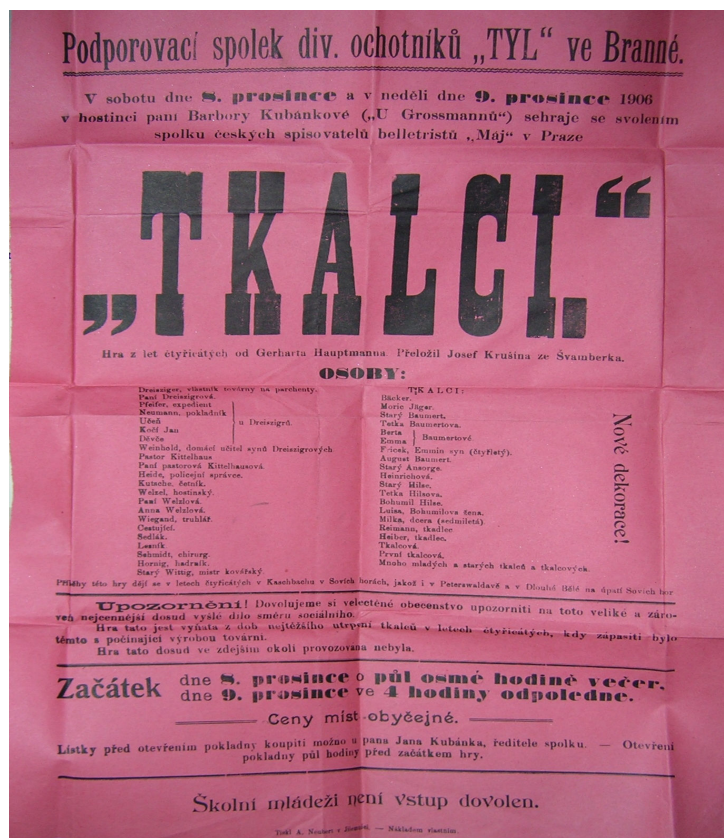 Podporovací spolek div. ochotníků „TYL“ ve Branné.
V sobotu dne 8. prosince a v neděli dne 9. prosince 1906
v hostinci paní Barbory Kubánkové („U Grossmannů“) sehraje se svolením
spolku českých spisovatelů belletristů „Máj“ v Praze
„TKALCI.“
Hra z let čtyřicátých od Gerharta Hauptmanna. Přeložil Josef Krušina ze Švamberka.
OSOBY:
Dreissiger, vlastník továrny na parchenty.
Paní Dreissigrová.
Pfeifer, expedient
Neumann, pokladník
Učeň
Kočí Jan
Děvče
u Dreissigrů
Weinhold, domácí učitel synů Dreissigrových
Pastor Kittelhaus
Paní pastorová Kittelhausová.
Heide, policejní správce.
Kutsche, četník.
Welzel, hostinský.
Paní Welzlová.
Anna Welzlová.
Wiegand, truhlář.
Cestující.
Sedlák.
Lesník.
Schmidt, chirurg.
Hornig, hadrník.
Starý Wittig, mistr kovářský.
TKALCI:
Bäcker.
Moric Jäger.
Starý Baumert.
Tetka Baumertova.
Berta
Emma
Baumertové.
Fricek, Emmin syn (čtyřletý).
August Baumert.
Starý Ansorge.
Heinrichová.
Starý Hilse.
Tetka Hilsova.
Bohumil Hilse.
Luisa, Bohumilova žena.
Milka, dcera (sedmiletá)
Reimann, tkadlec
Heiber, tkadlec.
Tkalcová.
První tkalcová.
Mnoho mladých a starých tkalců a tkalcových.
Nové dekorace!
Příběhy této hry dějí se v letech čtyřicátých v Kaschbachu v Sovích horách, jakož i v Peterswaldavě a v Dlouhé Bělé na úpatí Sovích hor
Upozornění! Dovolujeme si velectěné obecenstvo upozorniti na toto veliké a záro-
veň nejcennější dosud vyšlé dílo směru sociálního.
Hra tato jest vyňata z dob nejtěžšího utrpení tkalců v letech čtyřicátých, kdy zápasiti bylo
těmto s počínající výrobou tovární.
Hra tato dosud ve zdejším okolí provozována nebyla.
Začátek dne 8. prosince o půl osmé hodině večer,
dne 9. prosince ve 4 hodiny odpoledne.
Ceny míst obyčejné.
Lístky před otevřením pokladny koupiti možno u pana Jana Kubánka, ředitele spolku. — Otevření
pokladny půl hodiny před začátkem hry.
Školní mládeži není vstup dovolen.
Tiskl A. Neubert v — Nákladem vlastním.